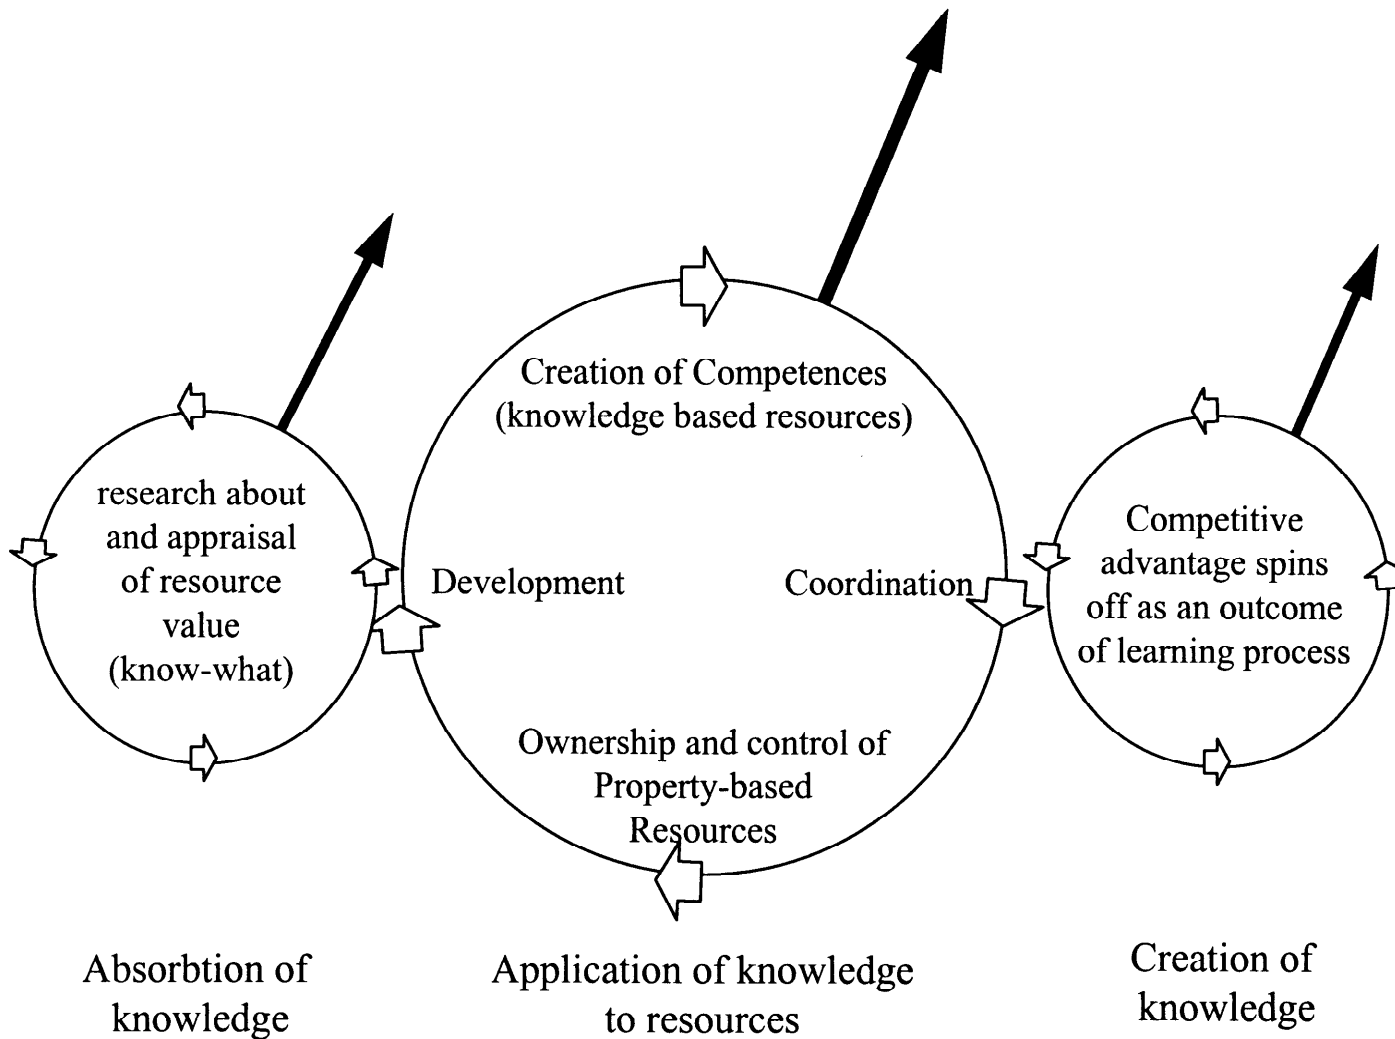 Creation of Competences
(knowledge based resources)
research about
and appraisal
of resource
value
(know-what)
Development
Coordination
Competitive
advantage spins
off as an outcome
of learning process
Ownership and control of
Property-based
Resources
Absorbtion of
knowledge
Application of knowledge
to resources
Creation of
knowledge